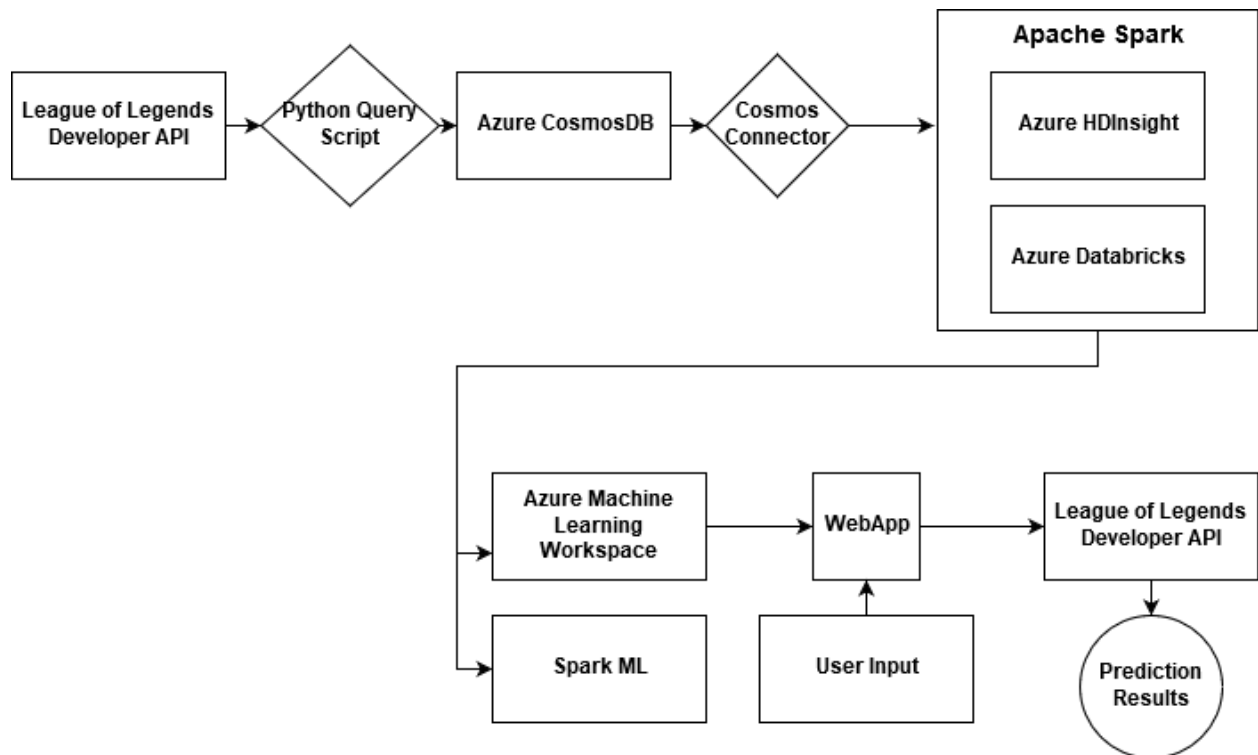 Apache Spark
League of Legends
Developer API
Python Query
Script
Azure CosmosDB
Cosmos
Connector
Azure HDInsight
Azure Databricks
Azure Machine
Learning
Workspace
WebApp
League of Legends
Developer API
Spark ML
User Input
Prediction
Results